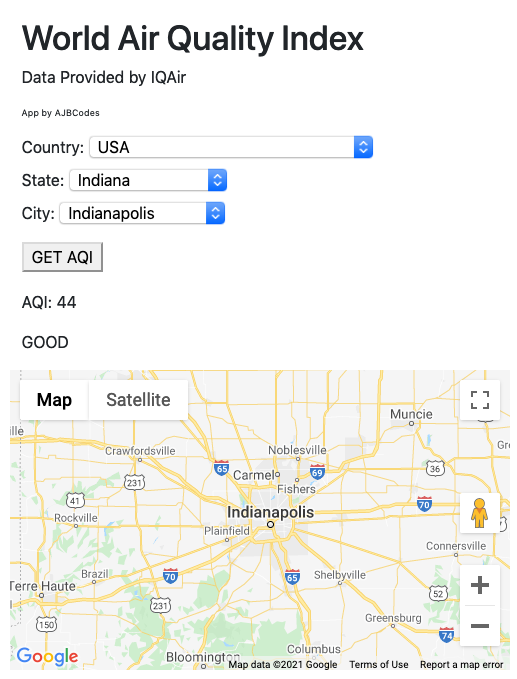 World Air Quality Index
Data Provided by IQAir
App by AJBCodes
Country: USA
State: Indiana
City: Indianapolis
GET AQI
AQI: 44
GOOD
Map Satellite
Muncie
lle
Crawfordsville
Noblesville
Gr
65
Carmel
69
36
231
Fishers
41
70
Rockville
Indianapolis
Plainfield
Connersville
Brazil
70
65
Shelbyville
Terre Haute
52
231
150
Greensburg
74
Google
Bloomington
Columbus
Map data ©2021 Google Terms of Use Report a map error